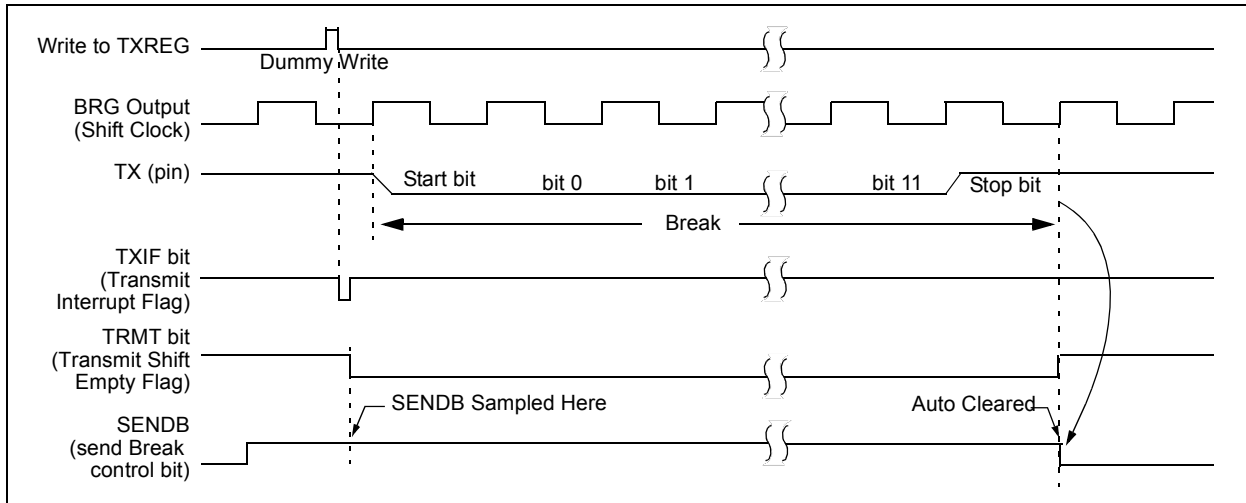 Write to TXREG
Dummy Write
BRG Output
(Shift Clock)
TX (pin)
Start bit
bit 0
bit 1
bit 11
Stop bit
Break
TXIF bit
(Transmit
Interrupt Flag)
TRMT bit
(Transmit Shift
Empty Flag)
SENDB Sampled Here
Auto Cleared
SENDB
(send Break
control bit)